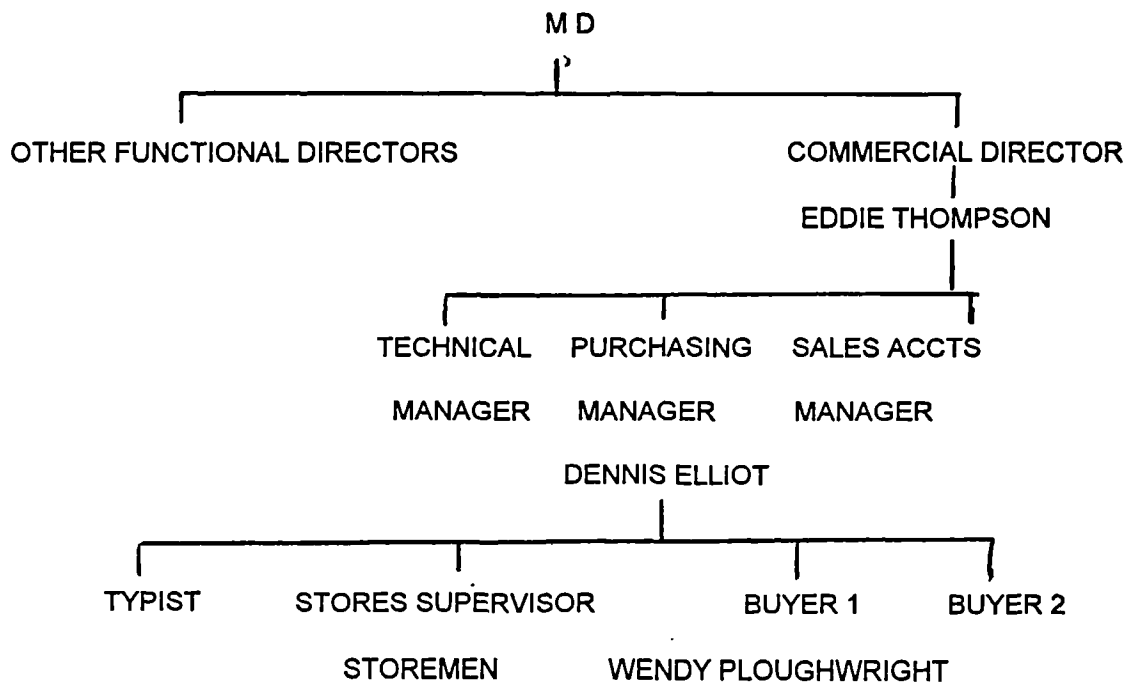 M D
OTHER FUNCTIONAL DIRECTORS COMMERCIAL DIRECTOR
EDDIE THOMPSON
TECHNICAL PURCHASING SALES ACCTS
MANAGER MANAGER MANAGER
DENNIS ELLIOT
TYPIST STORES SUPERVISOR BUYER 1 BUYER 2
STOREMEN WENDY PLOUGHWRIGHT